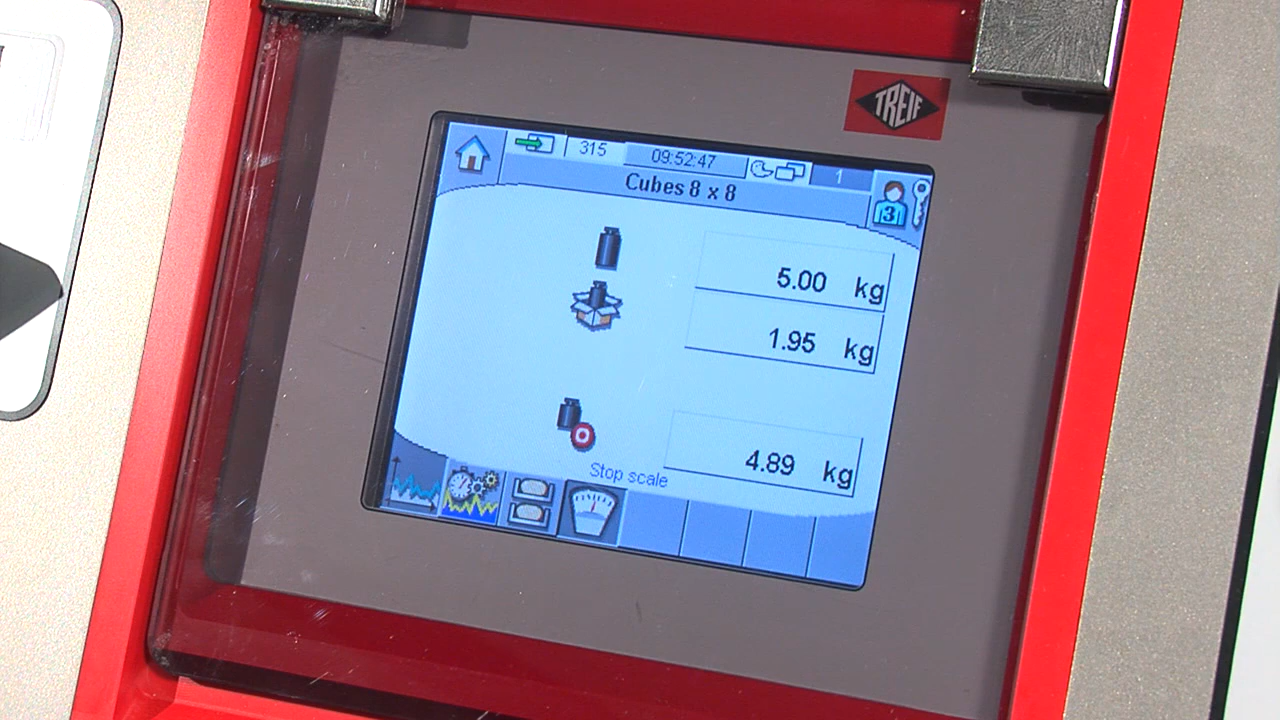 TREIF
315 09:52:47 1
Cubes 8 x 8
3
5.00 kg
1.95 kg
4.89 kg
Stop scale